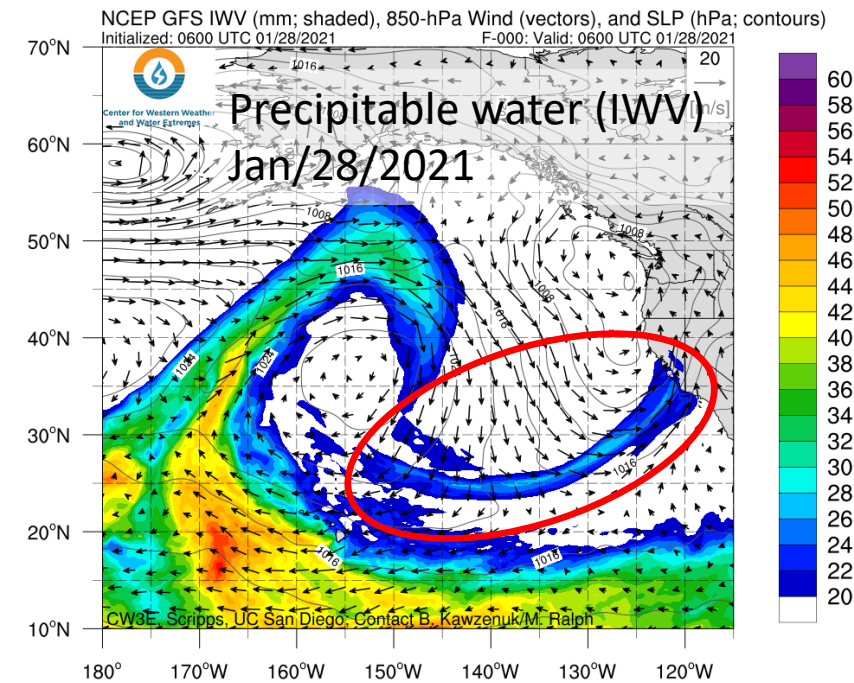 NCEP GFS IWV (mm; shaded), 850-hPa Wind (vectors), and SLP (hPa; contours)
Initialized: 0600 UTC 01/28/2021 F-000: Valid: 0600 UTC 01/28/2021
Center for Western Weather
and Water Extremes
Precipitable water (IWV)
Jan/28/2021
20
[m/s]
70°N
60°N
50°N
40°N
30°N
20°N
10°N
180°
170°W
160°W
150°W
140°W
130°W
120°W
1016
1008
1016
1008
1008
1016
1024
1024
1016
1016
1016
60
58
56
54
52
50
48
46
44
42
40
38
36
34
32
30
28
26
24
22
20
CW3E, Scripps, UC San Diego; Contact B. Kawzenuk/M. Ralph